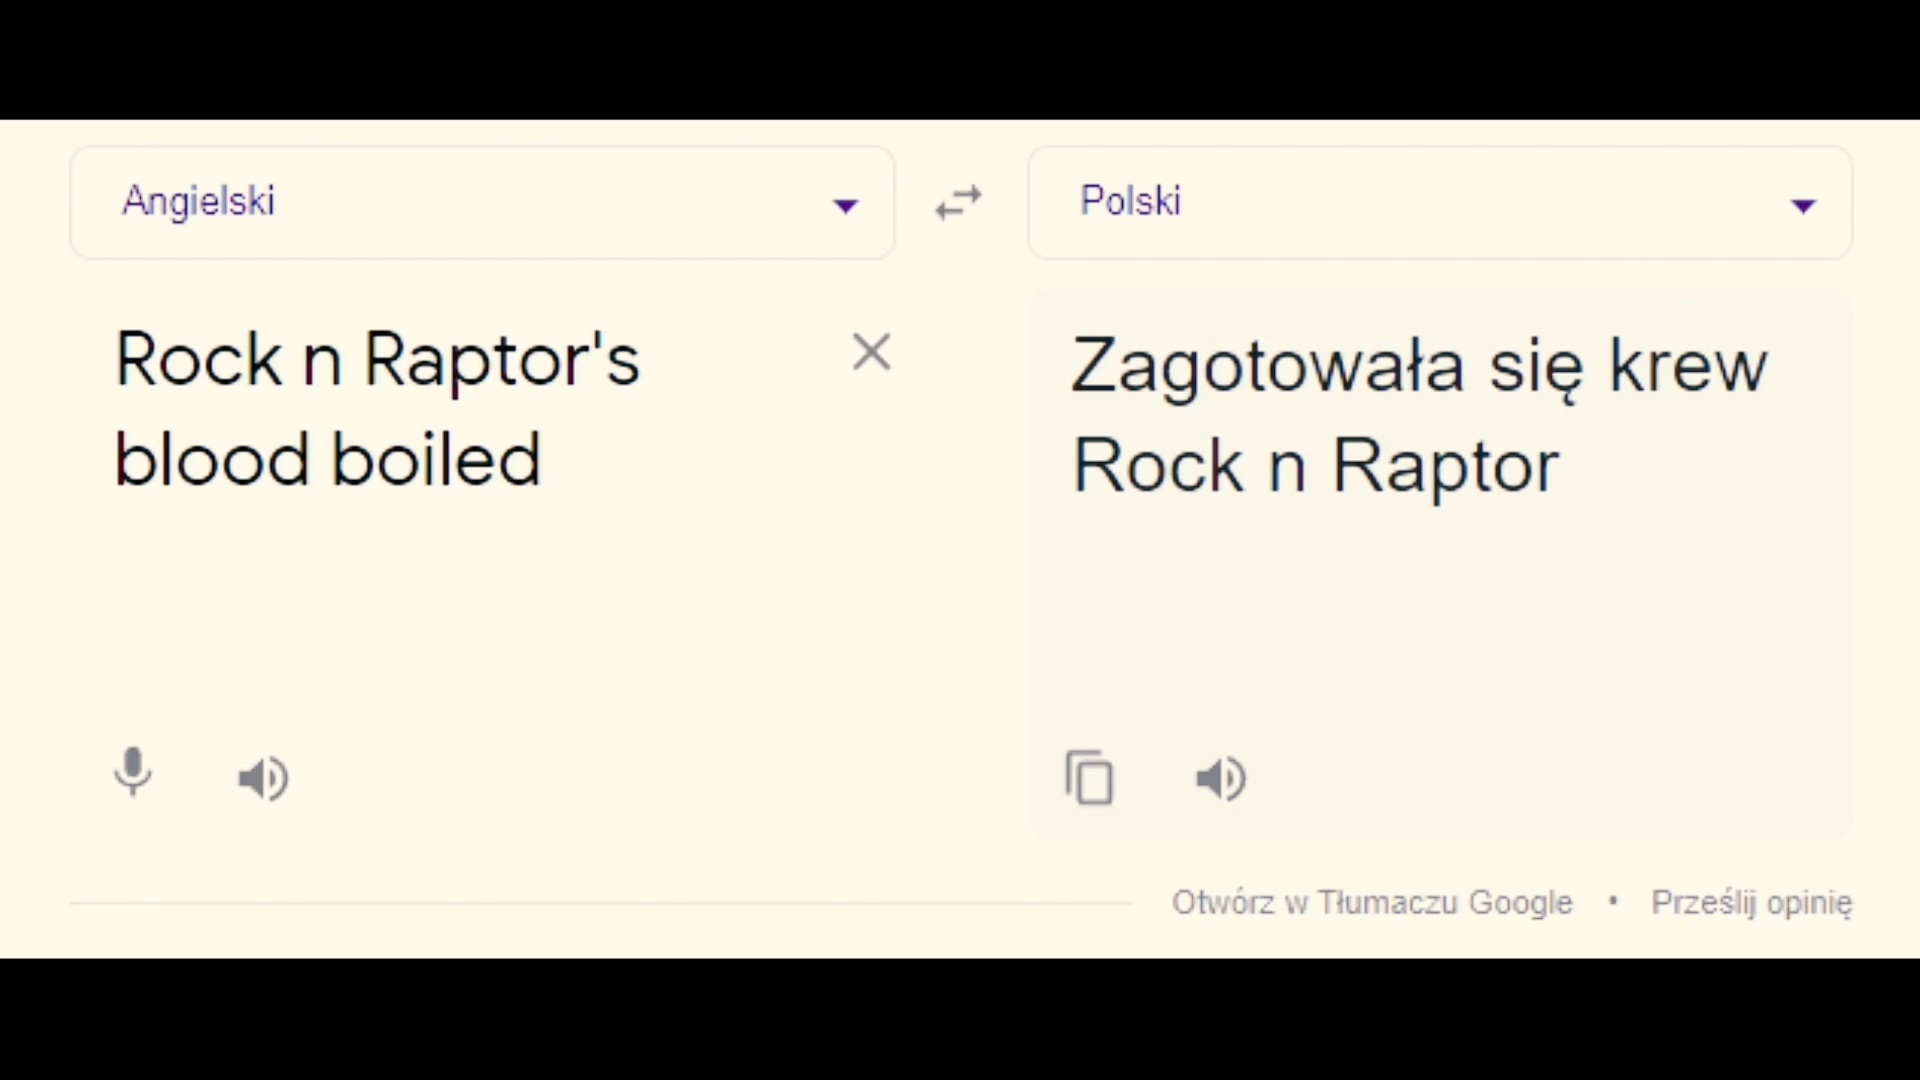 Angielski
Polski
Rock n Raptor's
blood boiled
Zagotowała się krew
Rock n Raptor
Otwórz w Tłumaczu Google • Prześlij opinię